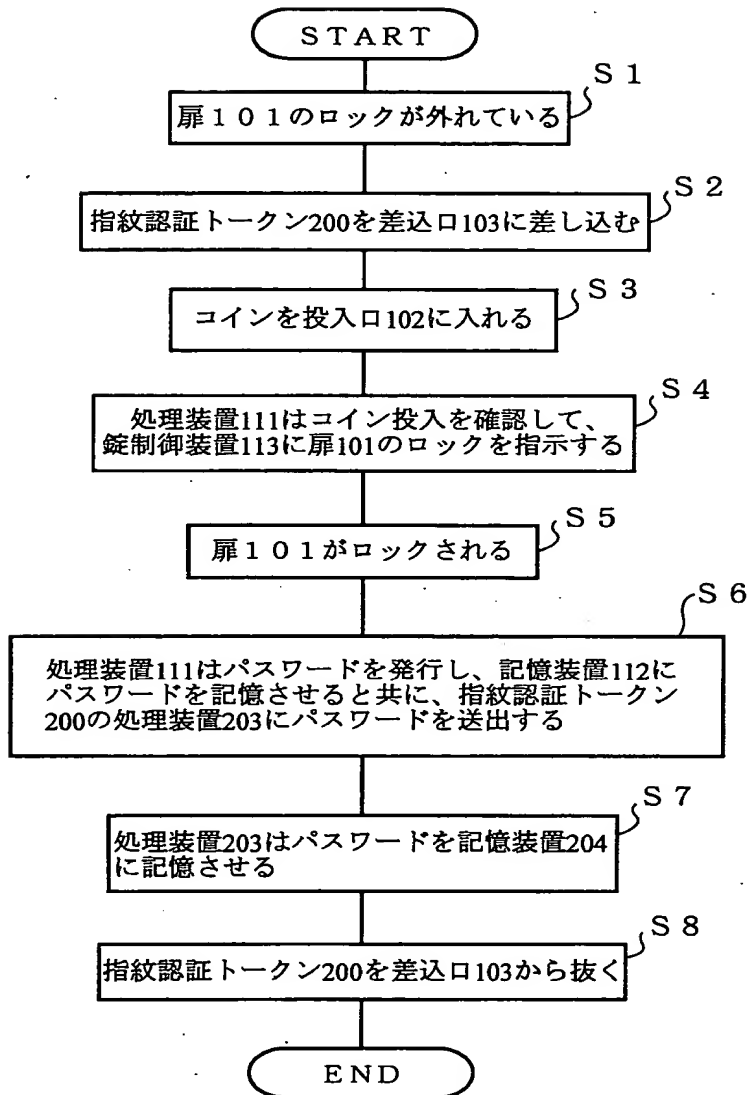 START
S1
扉101のロックが外れている
S2
指紋認証トークン200を差込口103に差し込む
S3
コインを投入口102に入れる
S4
処理装置111はコイン投入を確認して、
錠制御装置113に扉101のロックを指示する
S5
扉101がロックされる
S6
処理装置111はパスワードを発行し、記憶装置112に
パスワードを記憶させると共に、指紋認証トークン
200の処理装置203にパスワードを送出する
S7
処理装置203はパスワードを記憶装置204
に記憶させる
S8
指紋認証トークン200を差込口103から抜く
END